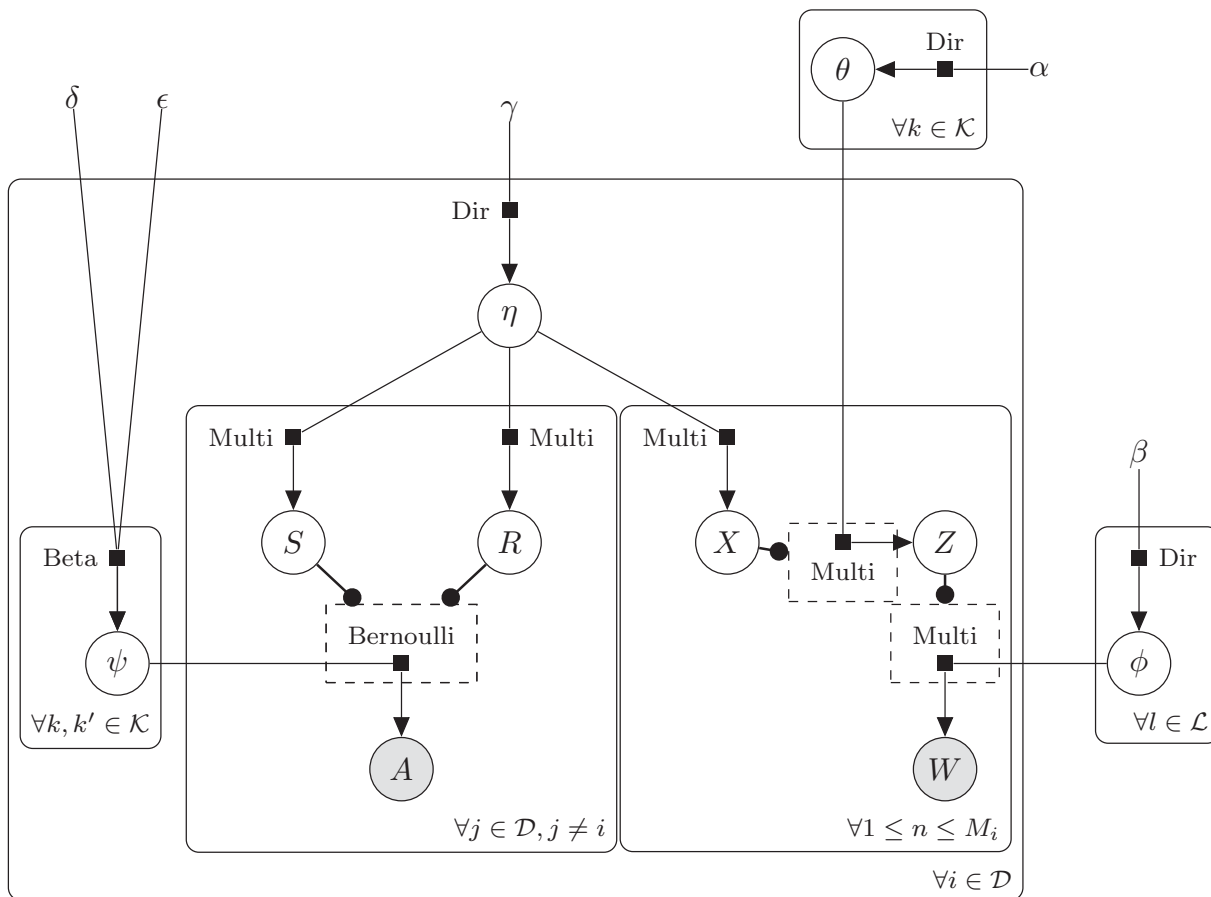 Dir
θ
α
∀k ∈ 𝒦
δ
ϵ
γ
Dir
η
Multi
Multi
Multi
β
S
R
X
Z
Beta
Multi
Dir
Bernoulli
Multi
ψ
ϕ
∀k, k′ ∈ 𝒦
∀l ∈ ℒ
A
W
∀j ∈ 𝒟, j ≠ i
∀1 ≤ n ≤ M_i
∀i ∈ 𝒟